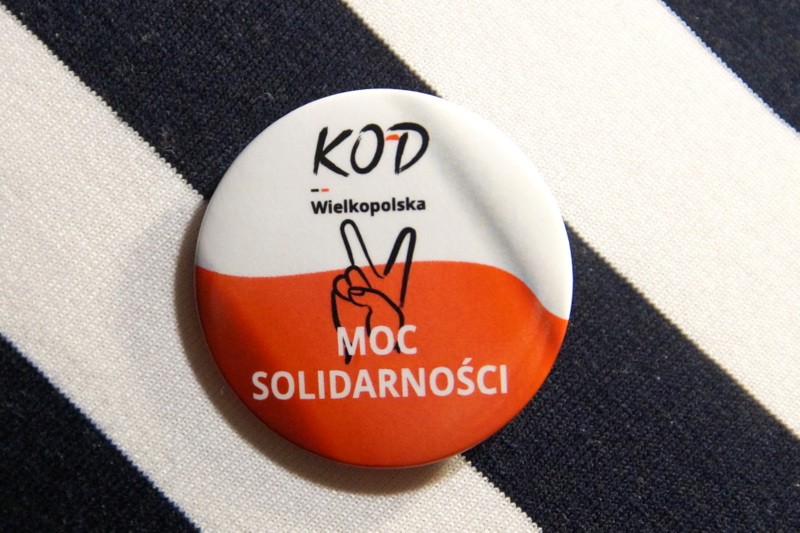 KOD
Wielkopolska
MOC
SOLIDARNOŚCI